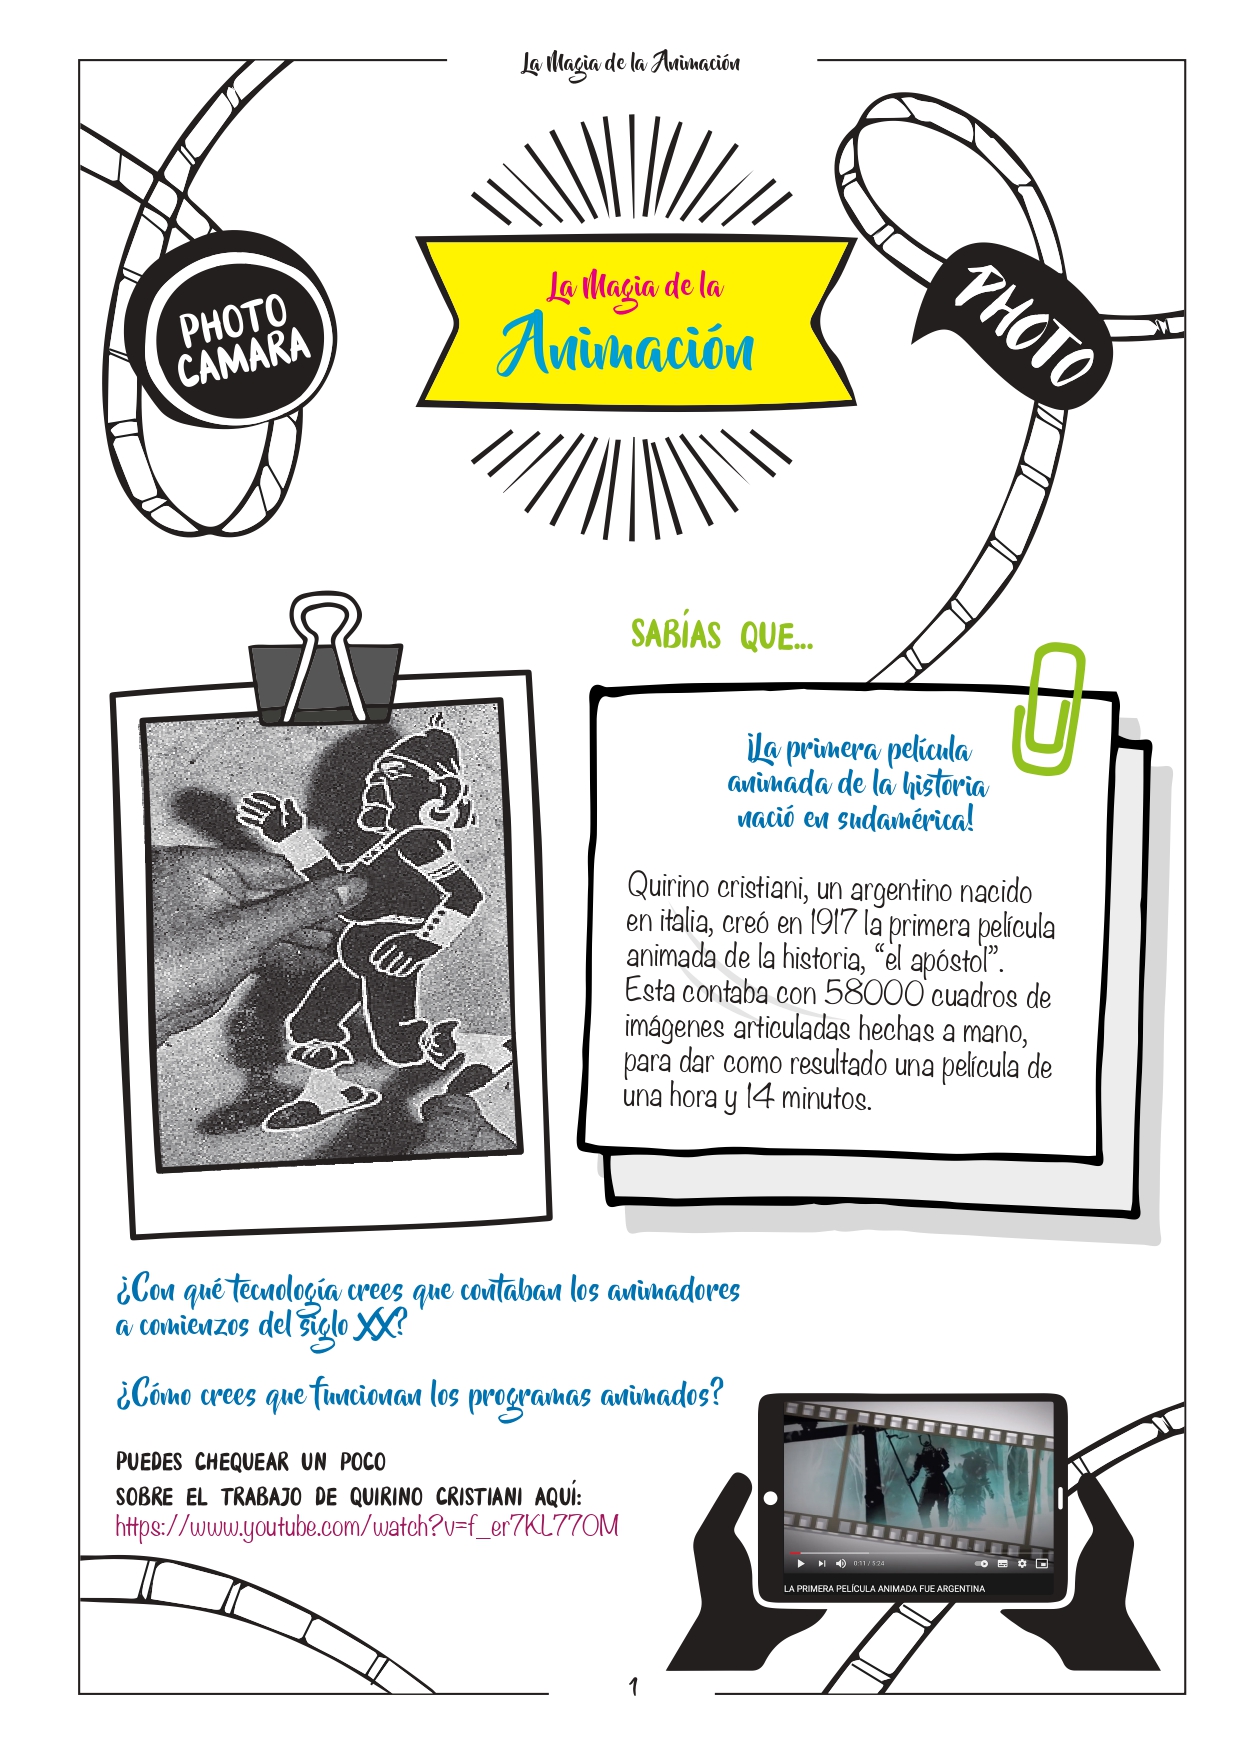 La Magia de la Animación
PHOTO
CAMARA
La Magia de la
Animación
PHOTO
SABÍAS QUE...
¡La primera película
animada de la historia
nació en sudamérica!
Quirino cristiani, un argentino nacido
en italia, creó en 1917 la primera película
animada de la historia, “el apóstol”.
Esta contaba con 58000 cuadros de
imágenes articuladas hechas a mano,
para dar como resultado una película de
una hora y 14 minutos.
¿Con qué tecnología crees que contaban los animadores
a comienzos del siglo XX?
¿Cómo crees que funcionan los programas animados?
PUEDES CHEQUEAR UN POCO
SOBRE EL TRABAJO DE QUIRINO CRISTIANI AQUÍ:
https://www.youtube.com/watch?v=f_er7KL77OM
0:11 / 5:24
LA PRIMERA PELÍCULA ANIMADA FUE ARGENTINA
1